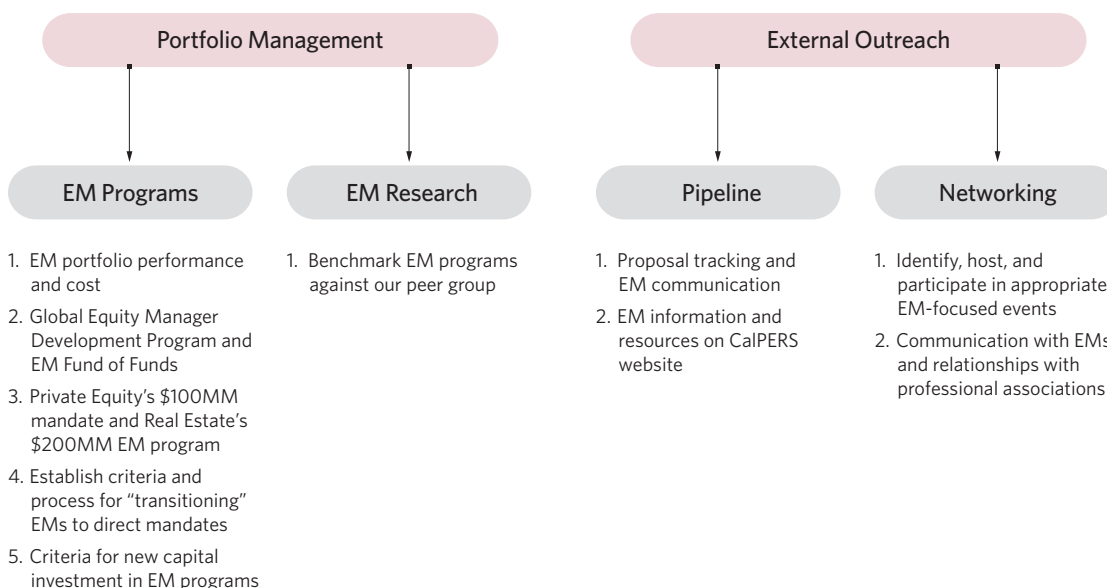 Portfolio Management
External Outreach
EM Programs
EM Research
Pipeline
Networking
1. EM portfolio performance
and cost
2. Global Equity Manager
Development Program and
EM Fund of Funds
3. Private Equity’s $100MM
mandate and Real Estate’s
$200MM EM program
4. Establish criteria and
process for “transitioning”
EMs to direct mandates
5. Criteria for new capital
investment in EM programs
1. Benchmark EM programs
against our peer group
1. Proposal tracking and
EM communication
2. EM information and
resources on CalPERS
website
1. Identify, host, and
participate in appropriate
EM-focused events
2. Communication with EMs
and relationships with
professional associations